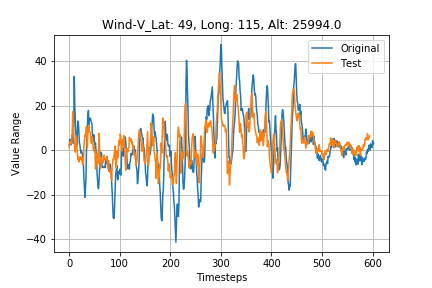 Wind-V_Lat: 49, Long: 115, Alt: 25994.0
Original
Test
Value Range
40
20
0
−20
−40
0 100 200 300 400 500 600
Timesteps